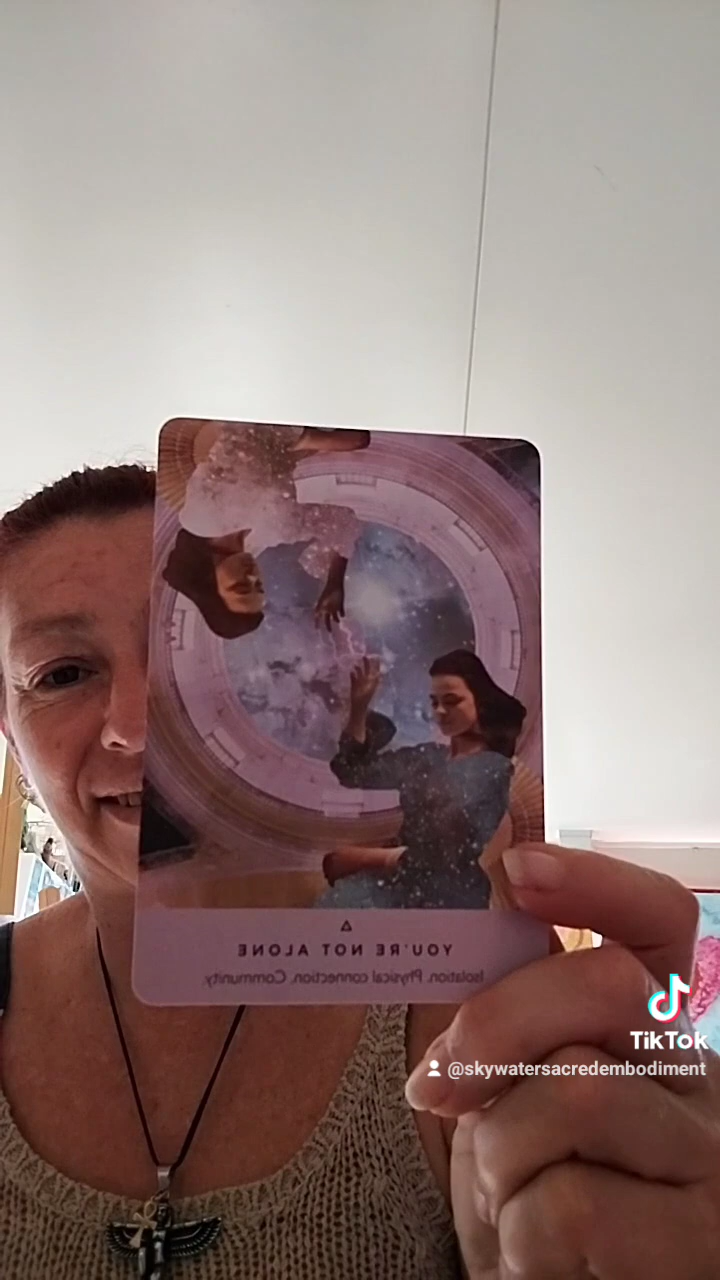 YOU'RE NOT ALONE
Isolation. Physical connection. Community.
TikTok
@skywatersacredembodiment